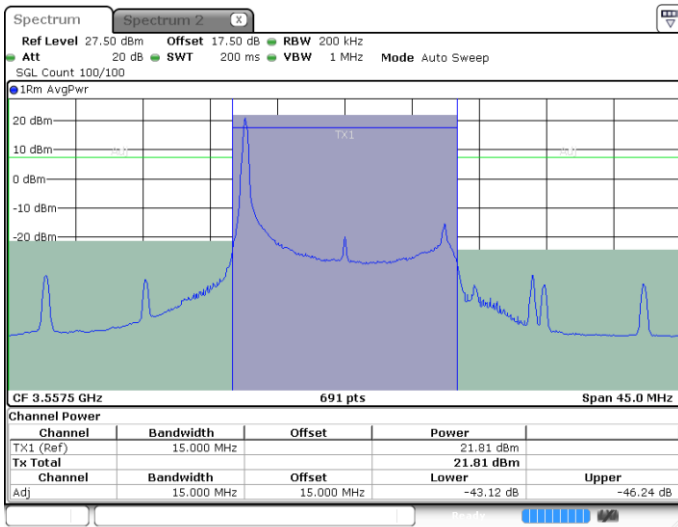 Spectrum Spectrum 2 X
Ref Level 27.50 dBm Offset 17.50 dB RBW 200 kHz
Att 20 dB SWT 200 ms VBW 1 MHz Mode Auto Sweep
SGL Count 100/100
1Rm AvgPwr
20 dBm
TX1
10 dBm
Adj Adj
0 dBm
-10 dBm
-20 dBm
CF 3.5575 GHz 691 pts Span 45.0 MHz
Channel Power
Channel Bandwidth Offset Power
TX1 (Ref) 15.000 MHz 21.81 dBm
Tx Total 21.81 dBm
Channel Bandwidth Offset Lower Upper
Adj 15.000 MHz 15.000 MHz -43.12 dB -46.24 dB
Ready